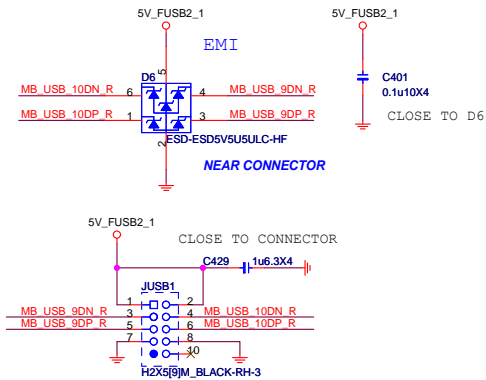 5V_FUSB2_1
5V_FUSB2_1
EMI
5
D6
MB_USB_10DN_R 6
4 MB_USB_9DN_R
MB_USB_10DP_R 1
3 MB_USB_9DP_R
2
ESD-ESD5V5U5ULC-HF
NEAR CONNECTOR
C401
0.1u10X4
CLOSE TO D6
5V_FUSB2_1
CLOSE TO CONNECTOR
C429 1u6.3X4
JUSB1
1 2
MB_USB_9DN_R 3 4 MB_USB_10DN_R
MB_USB_9DP_R 5 6 MB_USB_10DP_R
7 8
10
H2X5[9]M_BLACK-RH-3